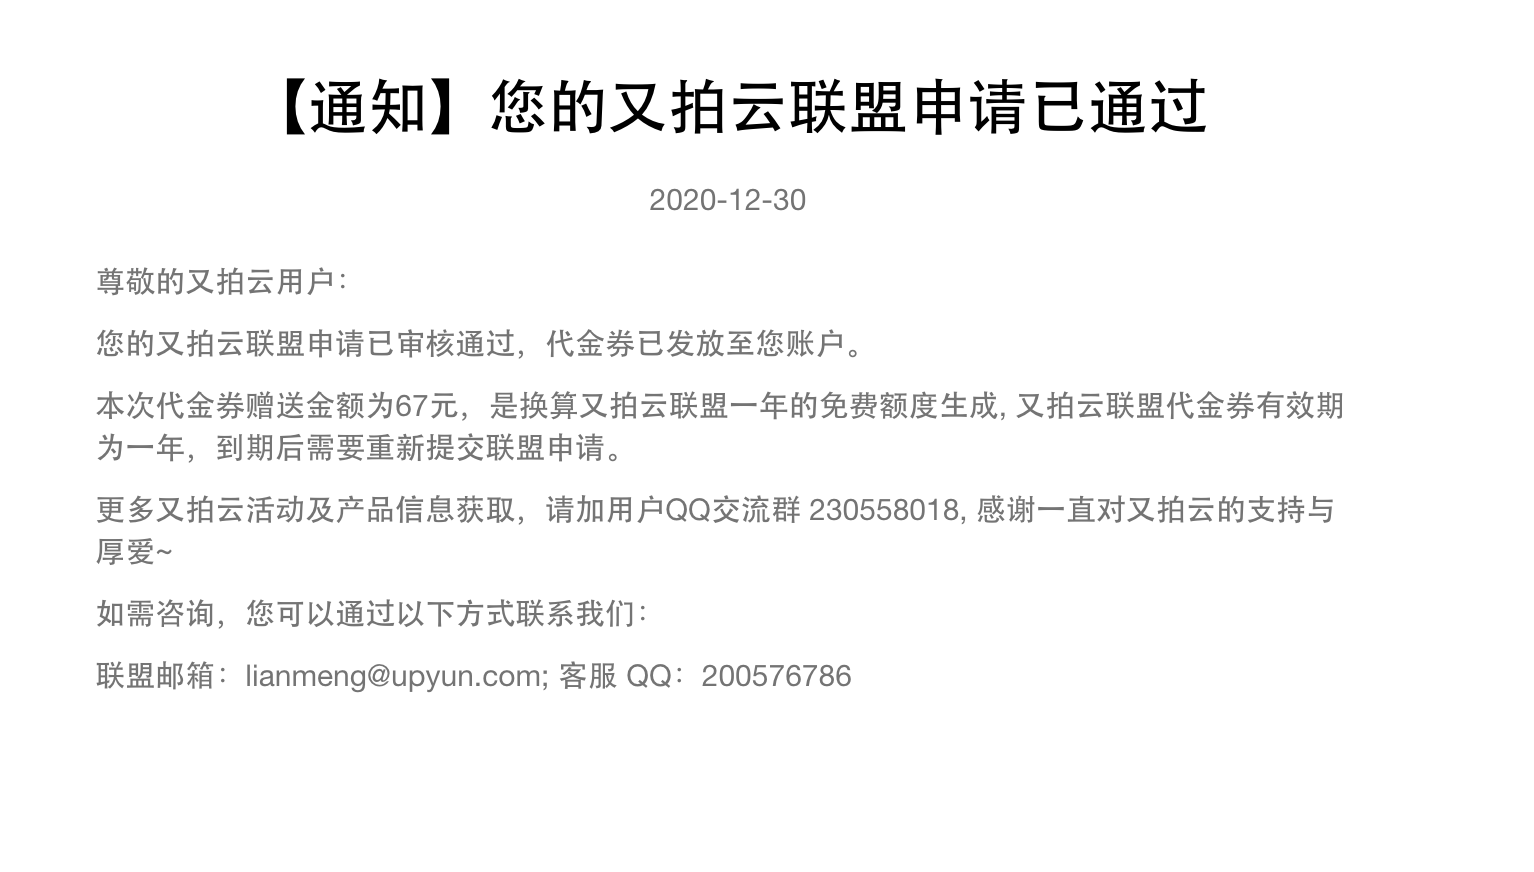 【通知】您的又拍云联盟申请已通过
2020-12-30
尊敬的又拍云用户：
您的又拍云联盟申请已审核通过，代金券已发放至您账户。
本次代金券赠送金额为67元，是换算又拍云联盟一年的免费额度生成, 又拍云联盟代金券有效期
为一年，到期后需要重新提交联盟申请。
更多又拍云活动及产品信息获取，请加用户QQ交流群 230558018, 感谢一直对又拍云的支持与
厚爱~
如需咨询，您可以通过以下方式联系我们：
联盟邮箱：lianmeng@upyun.com; 客服 QQ：200576786